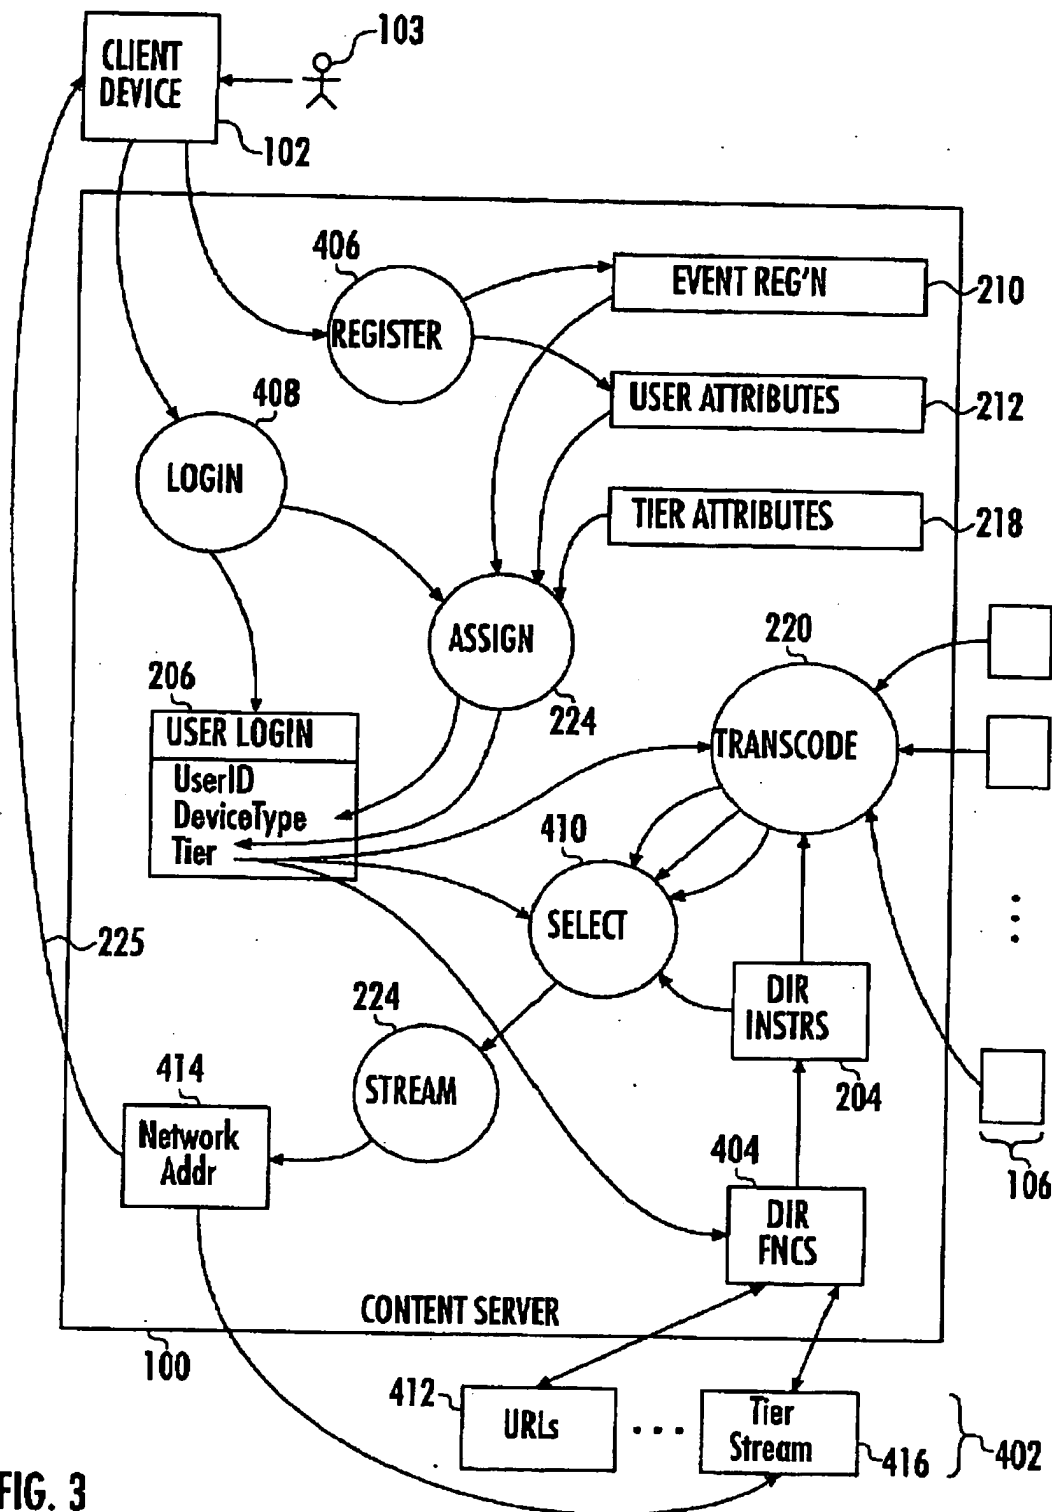 103
CLIENT
DEVICE
102
406
REGISTER
EVENT REG'N
210
408
USER ATTRIBUTES
212
LOGIN
TIER ATTRIBUTES
218
ASSIGN
220
206
224
USER LOGIN
TRANSCODE
UserID
DeviceType
Tier
410
SELECT
225
DIR
INSTRS
224
204
414
STREAM
Network
Addr
404
106
DIR
FNCS
CONTENT SERVER
100
412
URLs
Tier
Stream
416
402
FIG. 3